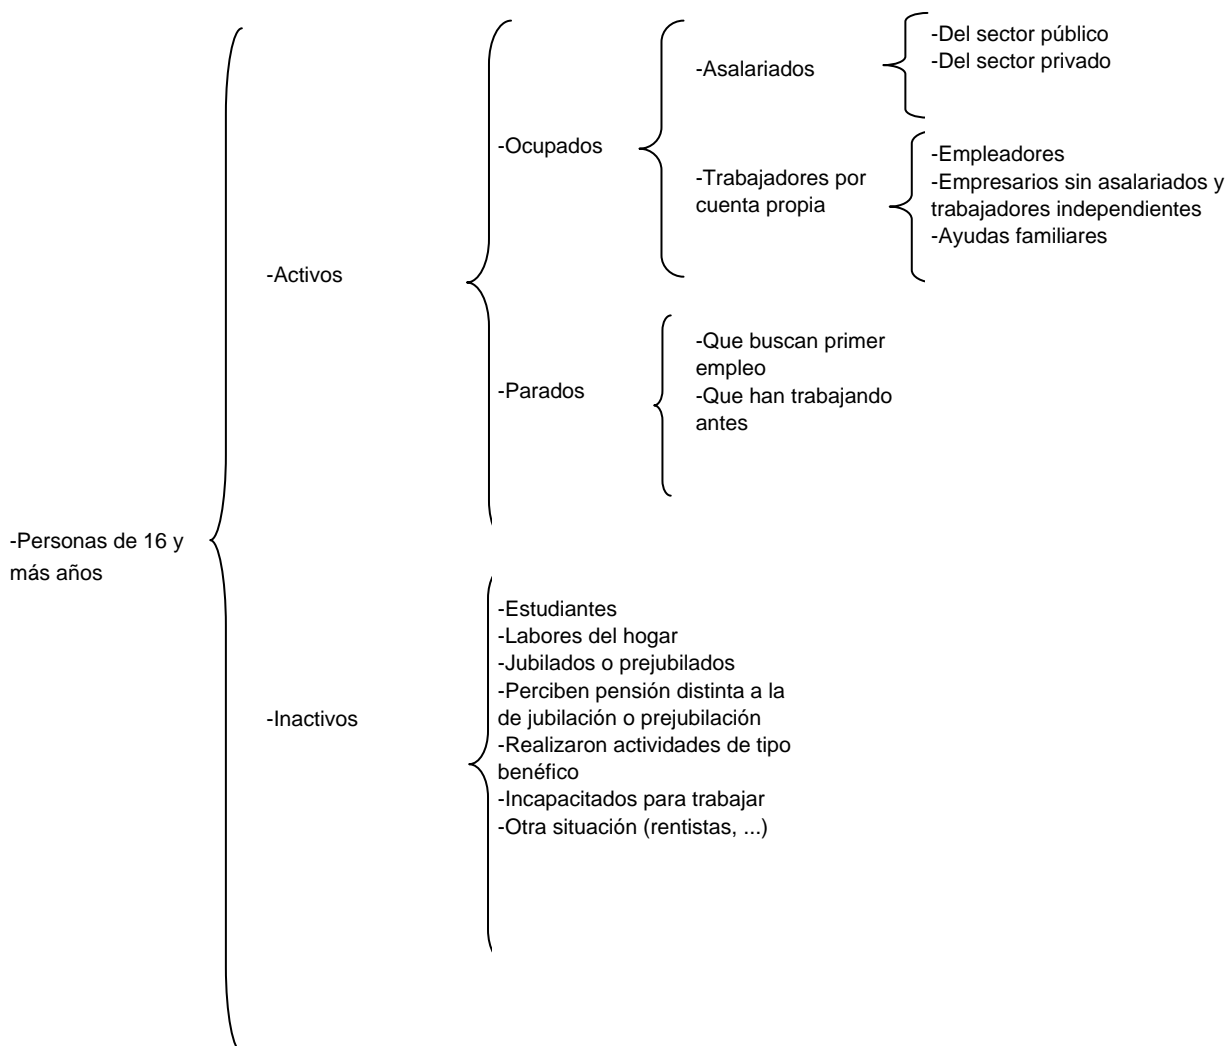 -Personas de 16 y
más años
-Activos
-Ocupados
-Asalariados
-Del sector público
-Del sector privado
-Trabajadores por
cuenta propia
-Empleadores
-Empresarios sin asalariados y
trabajadores independientes
-Ayudas familiares
-Parados
-Que buscan primer
empleo
-Que han trabajando
antes
-Inactivos
-Estudiantes
-Labores del hogar
-Jubilados o prejubilados
-Perciben pensión distinta a la
de jubilación o prejubilación
-Realizaron actividades de tipo
benéfico
-Incapacitados para trabajar
-Otra situación (rentistas, ...)